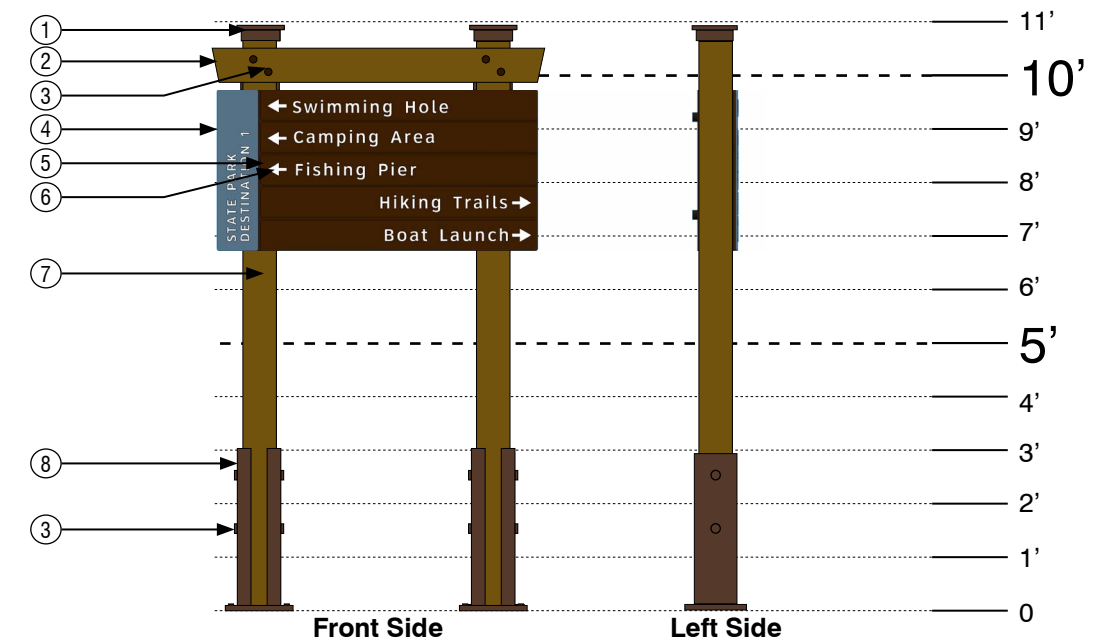 1
2
3
4
5
6
7
8
3
STATE PARK
DESTINATION 1
Swimming Hole
Camping Area
Fishing Pier
Hiking Trails
Boat Launch
11’
10’
9’
8’
7’
6’
5’
4’
3’
2’
1’
0
Front Side
Left Side